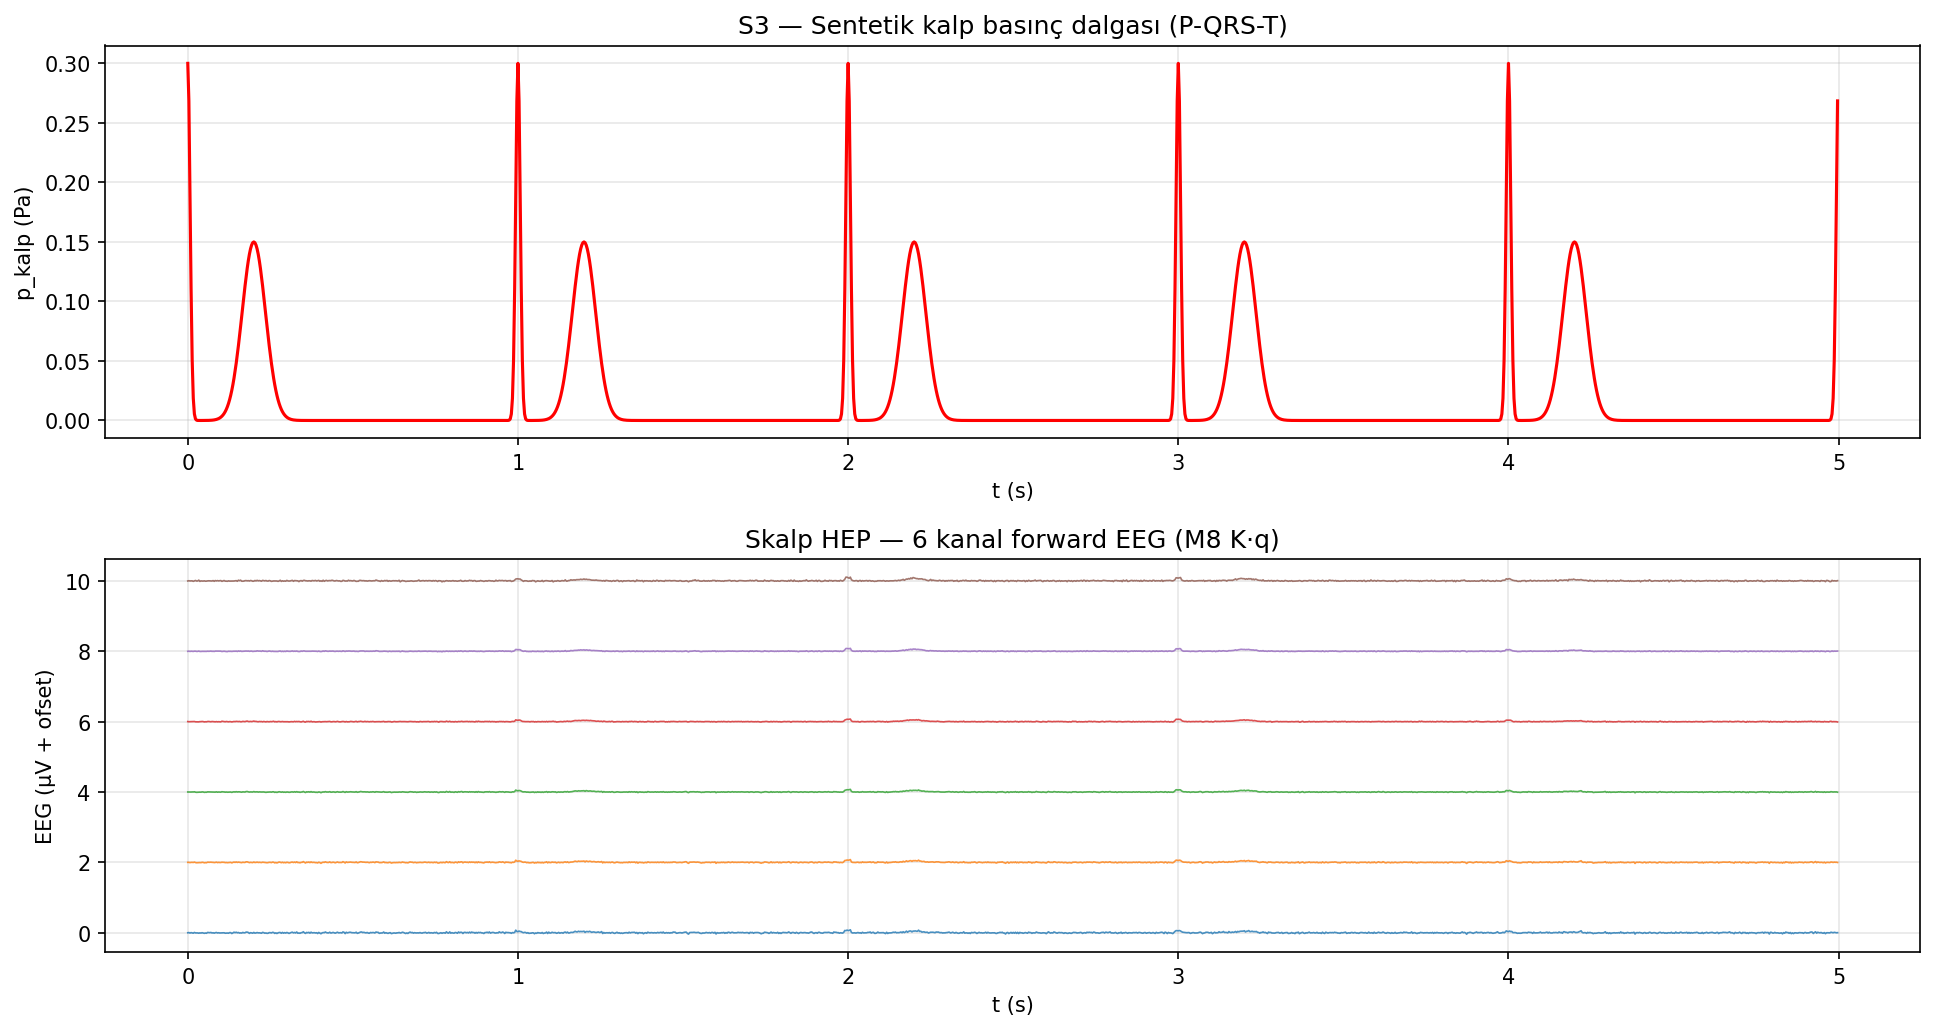 S3 — Sentetik kalp basınç dalgası (P-QRS-T)
p_kalp (Pa)
0.30
0.25
0.20
0.15
0.10
0.05
0.00
0 1 2 3 4 5
t (s)
Skalp HEP — 6 kanal forward EEG (M8 K·q)
EEG (µV + ofset)
10
8
6
4
2
0
0 1 2 3 4 5
t (s)